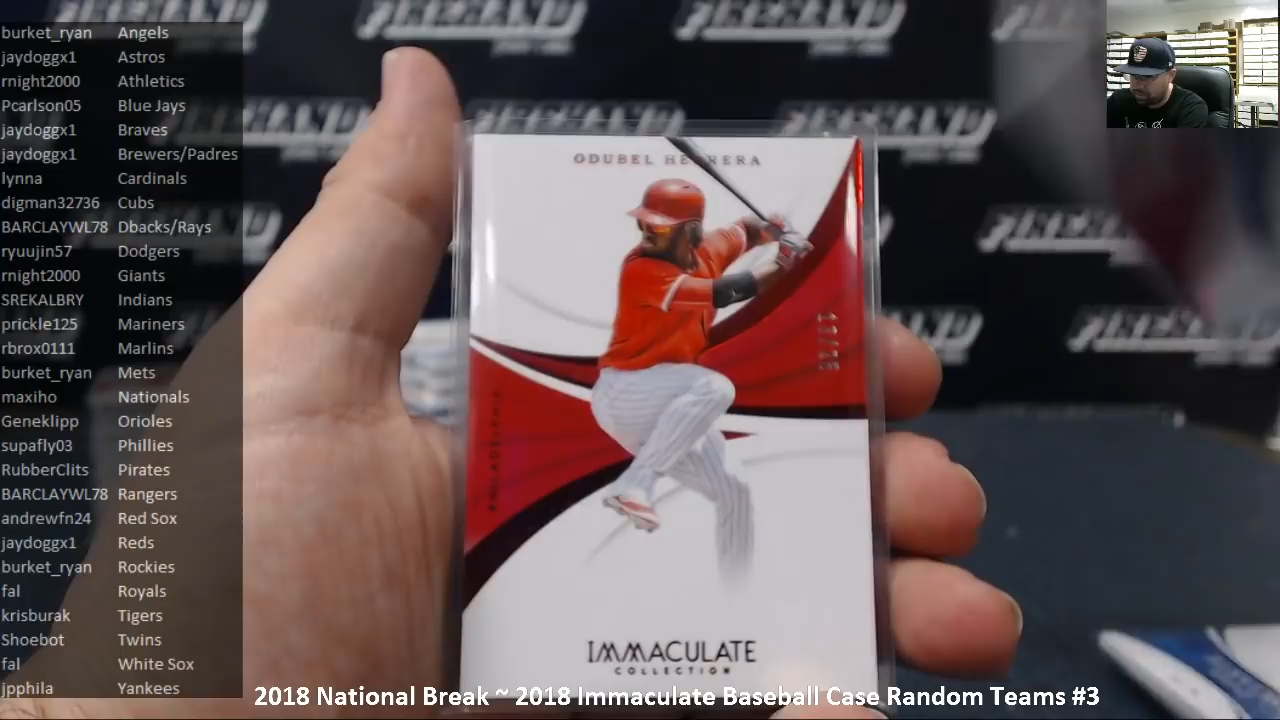 burket_ryan Angels
jaydoggx1 Astros
rnight2000 Athletics
Pcarlson05 Blue Jays
jaydoggx1 Braves
jaydoggx1 Brewers/Padres
lynna Cardinals
digman32736 Cubs
BARCLAYWL78 Dbacks/Rays
ryuujin57 Dodgers
rnight2000 Giants
SREKALBRY Indians
prickle125 Mariners
rbrox0111 Marlins
burket_ryan Mets
maxiho Nationals
Geneklipp Orioles
supafly03 Phillies
RubberClits Pirates
BARCLAYWL78 Rangers
andrewfn24 Red Sox
jaydoggx1 Reds
burket_ryan Rockies
fal Royals
krisburak Tigers
Shoebot Twins
fal White Sox
jpphila Yankees
ODUBEL HERRERA
PHILADELPHIA
IMMACULATE
COLLECTION
2018 National Break ~ 2018 Immaculate Baseball Case Random Teams #3